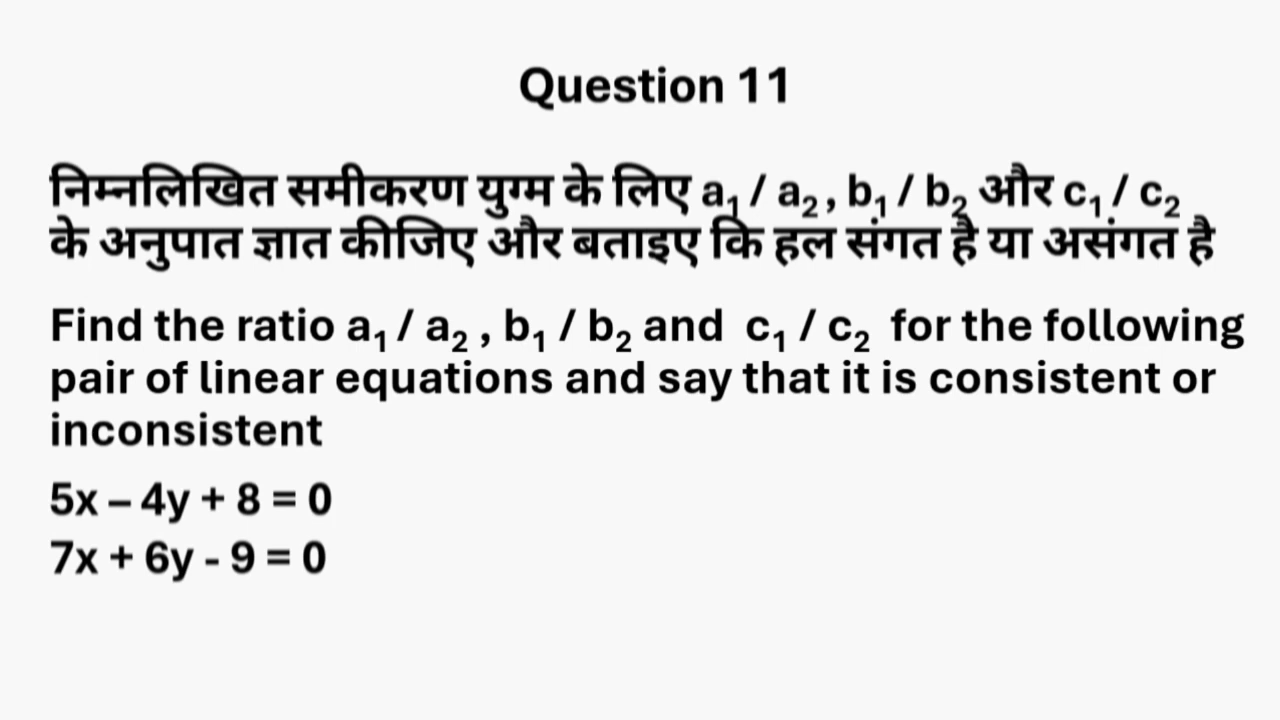 Question 11
निम्नलिखित समीकरण युग्म के लिए a₁ / a₂ , b₁ / b₂ और c₁ / c₂
के अनुपात ज्ञात कीजिए और बताइए कि हल संगत है या असंगत है
Find the ratio a₁ / a₂ , b₁ / b₂ and c₁ / c₂ for the following
pair of linear equations and say that it is consistent or
inconsistent
5x – 4y + 8 = 0
7x + 6y - 9 = 0